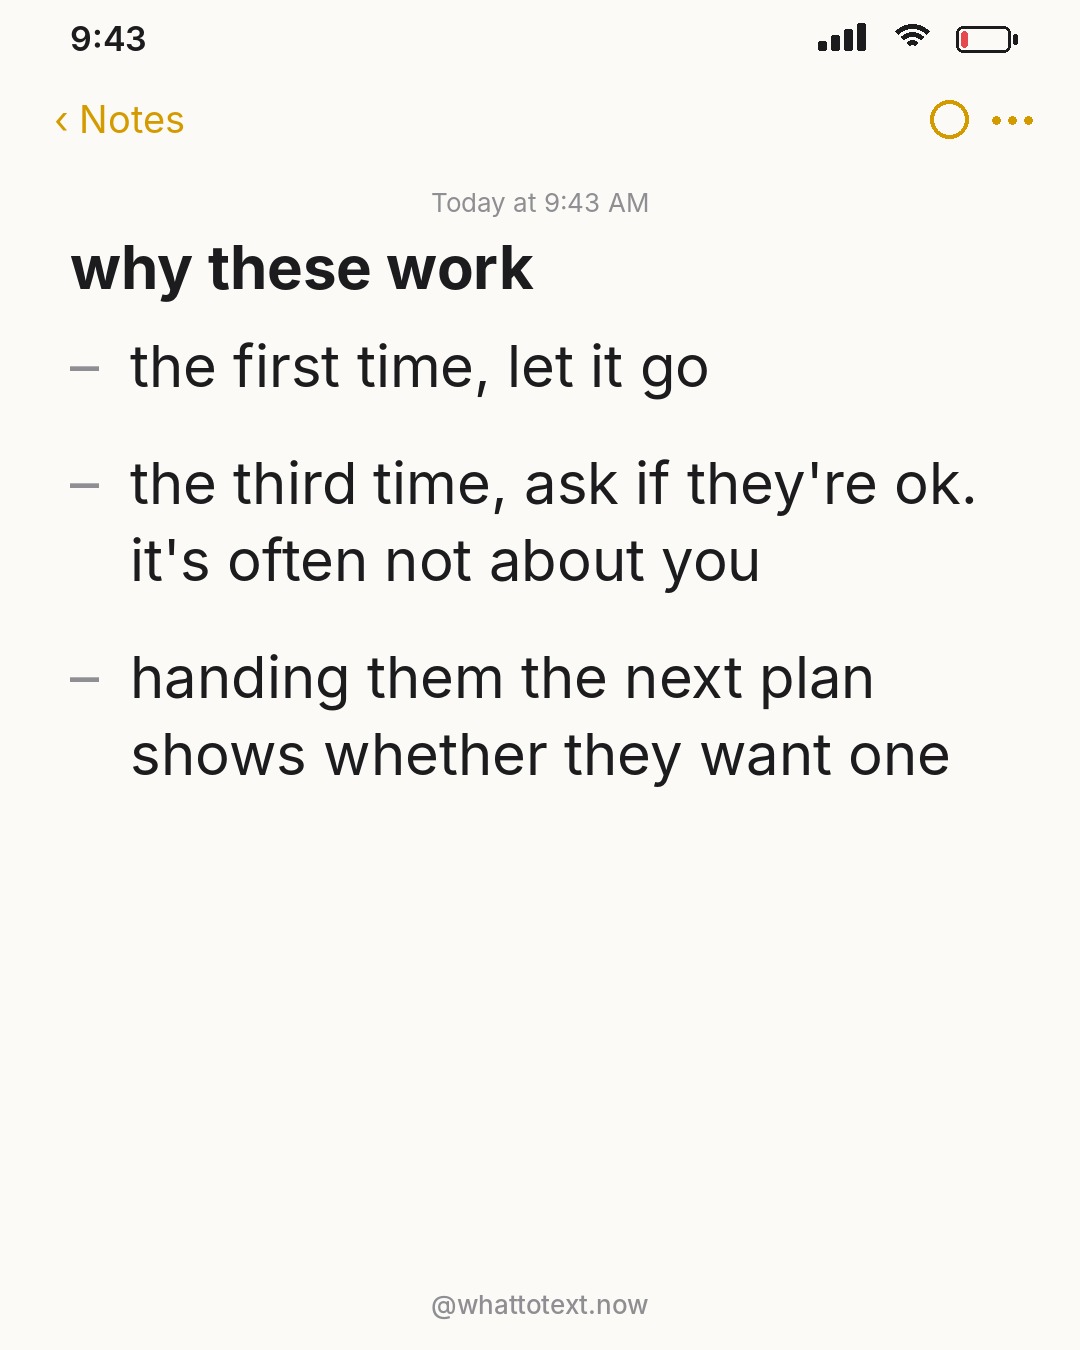 9:43
‹ Notes
Today at 9:43 AM
why these work
– the first time, let it go
– the third time, ask if they're ok.
it's often not about you
– handing them the next plan
shows whether they want one
@whattotext.now